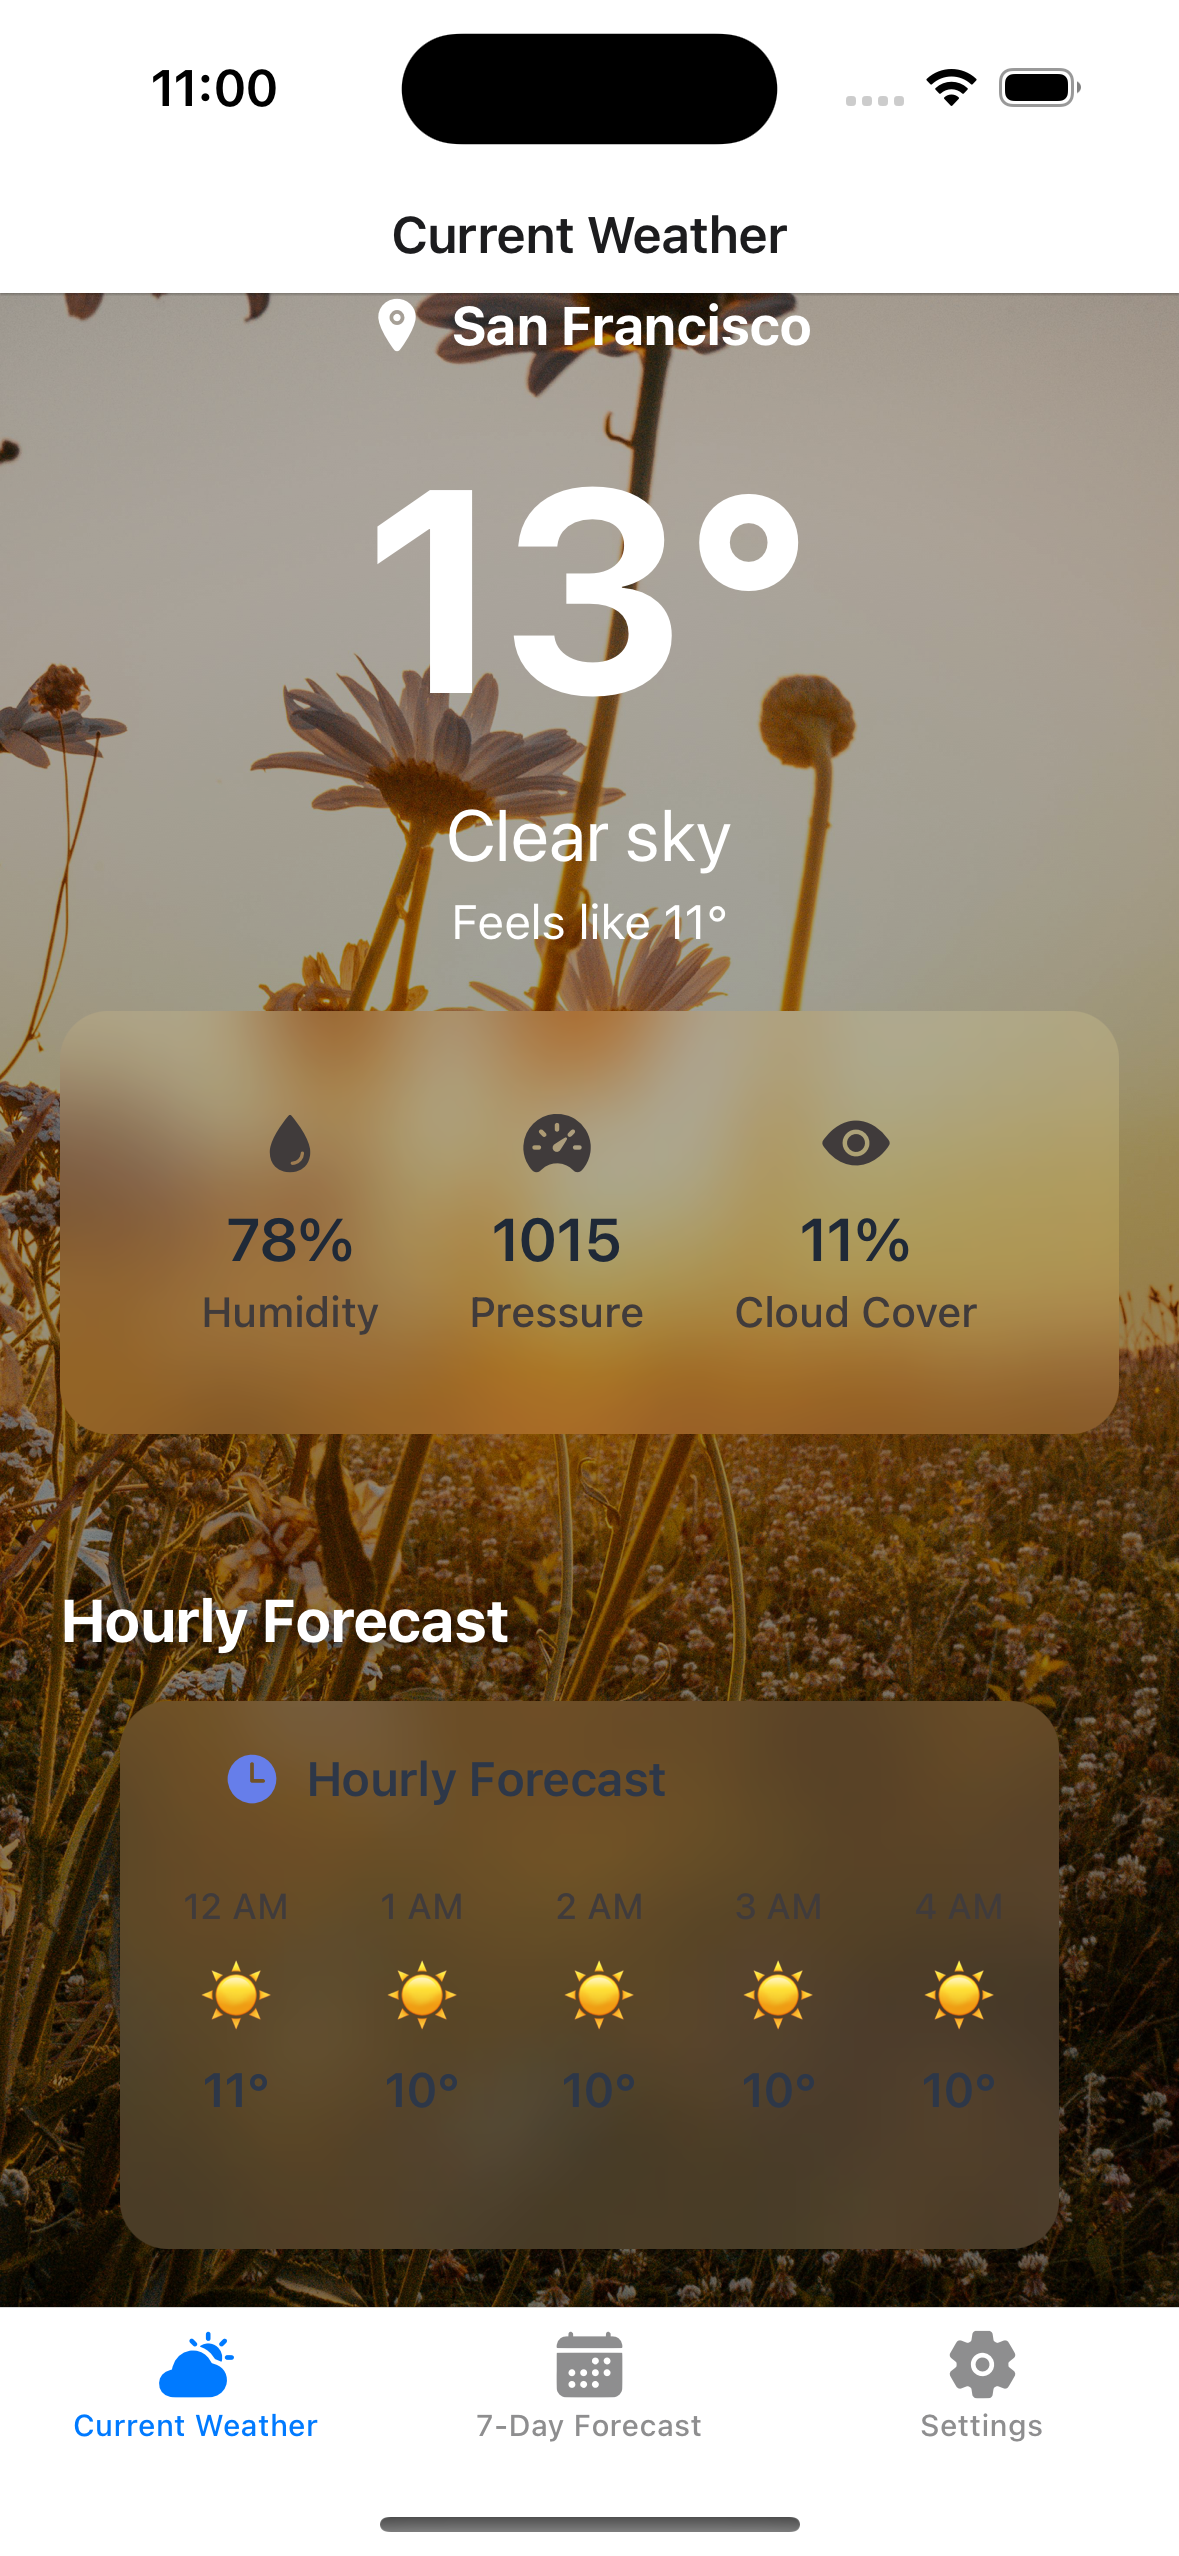 11:00
Current Weather
San Francisco
13°
Clear sky
Feels like 11°
78% 1015 11%
Humidity Pressure Cloud Cover
Hourly Forecast
Hourly Forecast
12 AM 1 AM 2 AM 3 AM 4 AM
11° 10° 10° 10° 10°
Current Weather 7-Day Forecast Settings